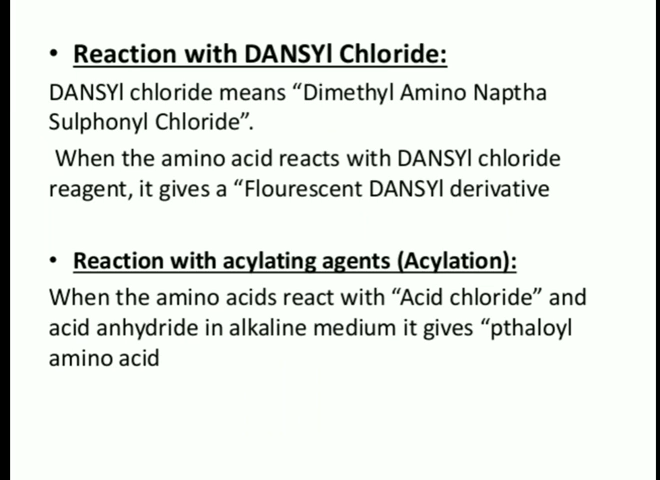 • Reaction with DANSYl Chloride:
DANSYl chloride means “Dimethyl Amino Naptha
Sulphonyl Chloride”.
When the amino acid reacts with DANSYl chloride
reagent, it gives a “Flourescent DANSYl derivative
• Reaction with acylating agents (Acylation):
When the amino acids react with “Acid chloride” and
acid anhydride in alkaline medium it gives “pthaloyl
amino acid